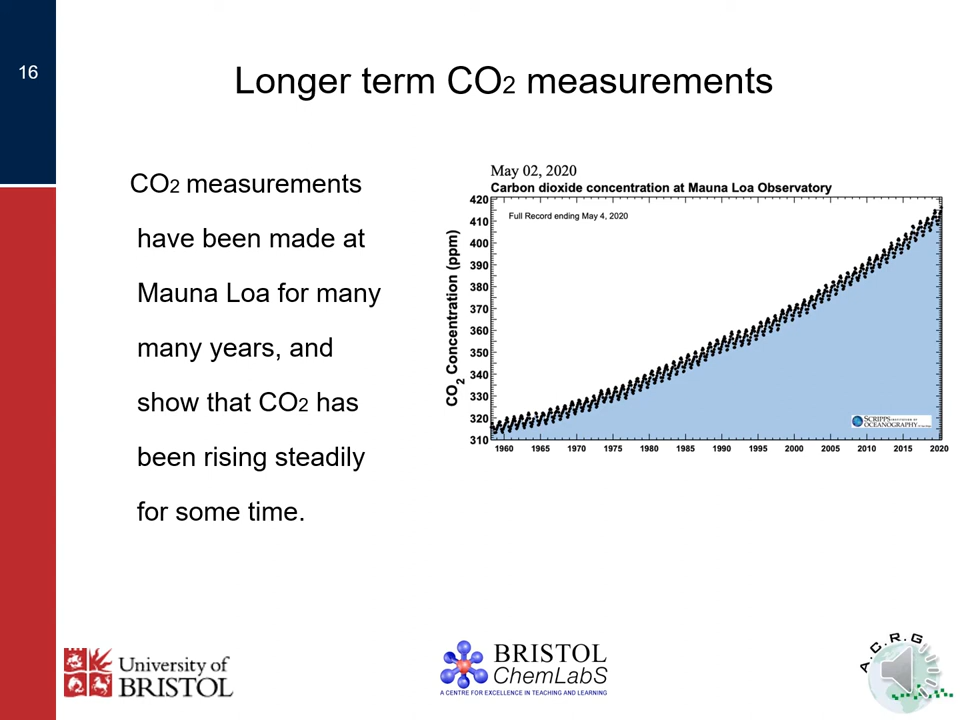 16
Longer term CO2 measurements
CO2 measurements
have been made at
Mauna Loa for many
many years, and
show that CO2 has
been rising steadily
for some time.
May 02, 2020
Carbon dioxide concentration at Mauna Loa Observatory
Full Record ending May 4, 2020
CO2 Concentration (ppm)
420
410
400
390
380
370
360
350
340
330
320
310
1960 1965 1970 1975 1980 1985 1990 1995 2000 2005 2010 2015 2020
SCRIPPS INSTITUTION OF
OCEANOGRAPHY
University of
BRISTOL
BRISTOL
ChemLabS
A CENTRE FOR EXCELLENCE IN TEACHING AND LEARNING
A.C.R.G